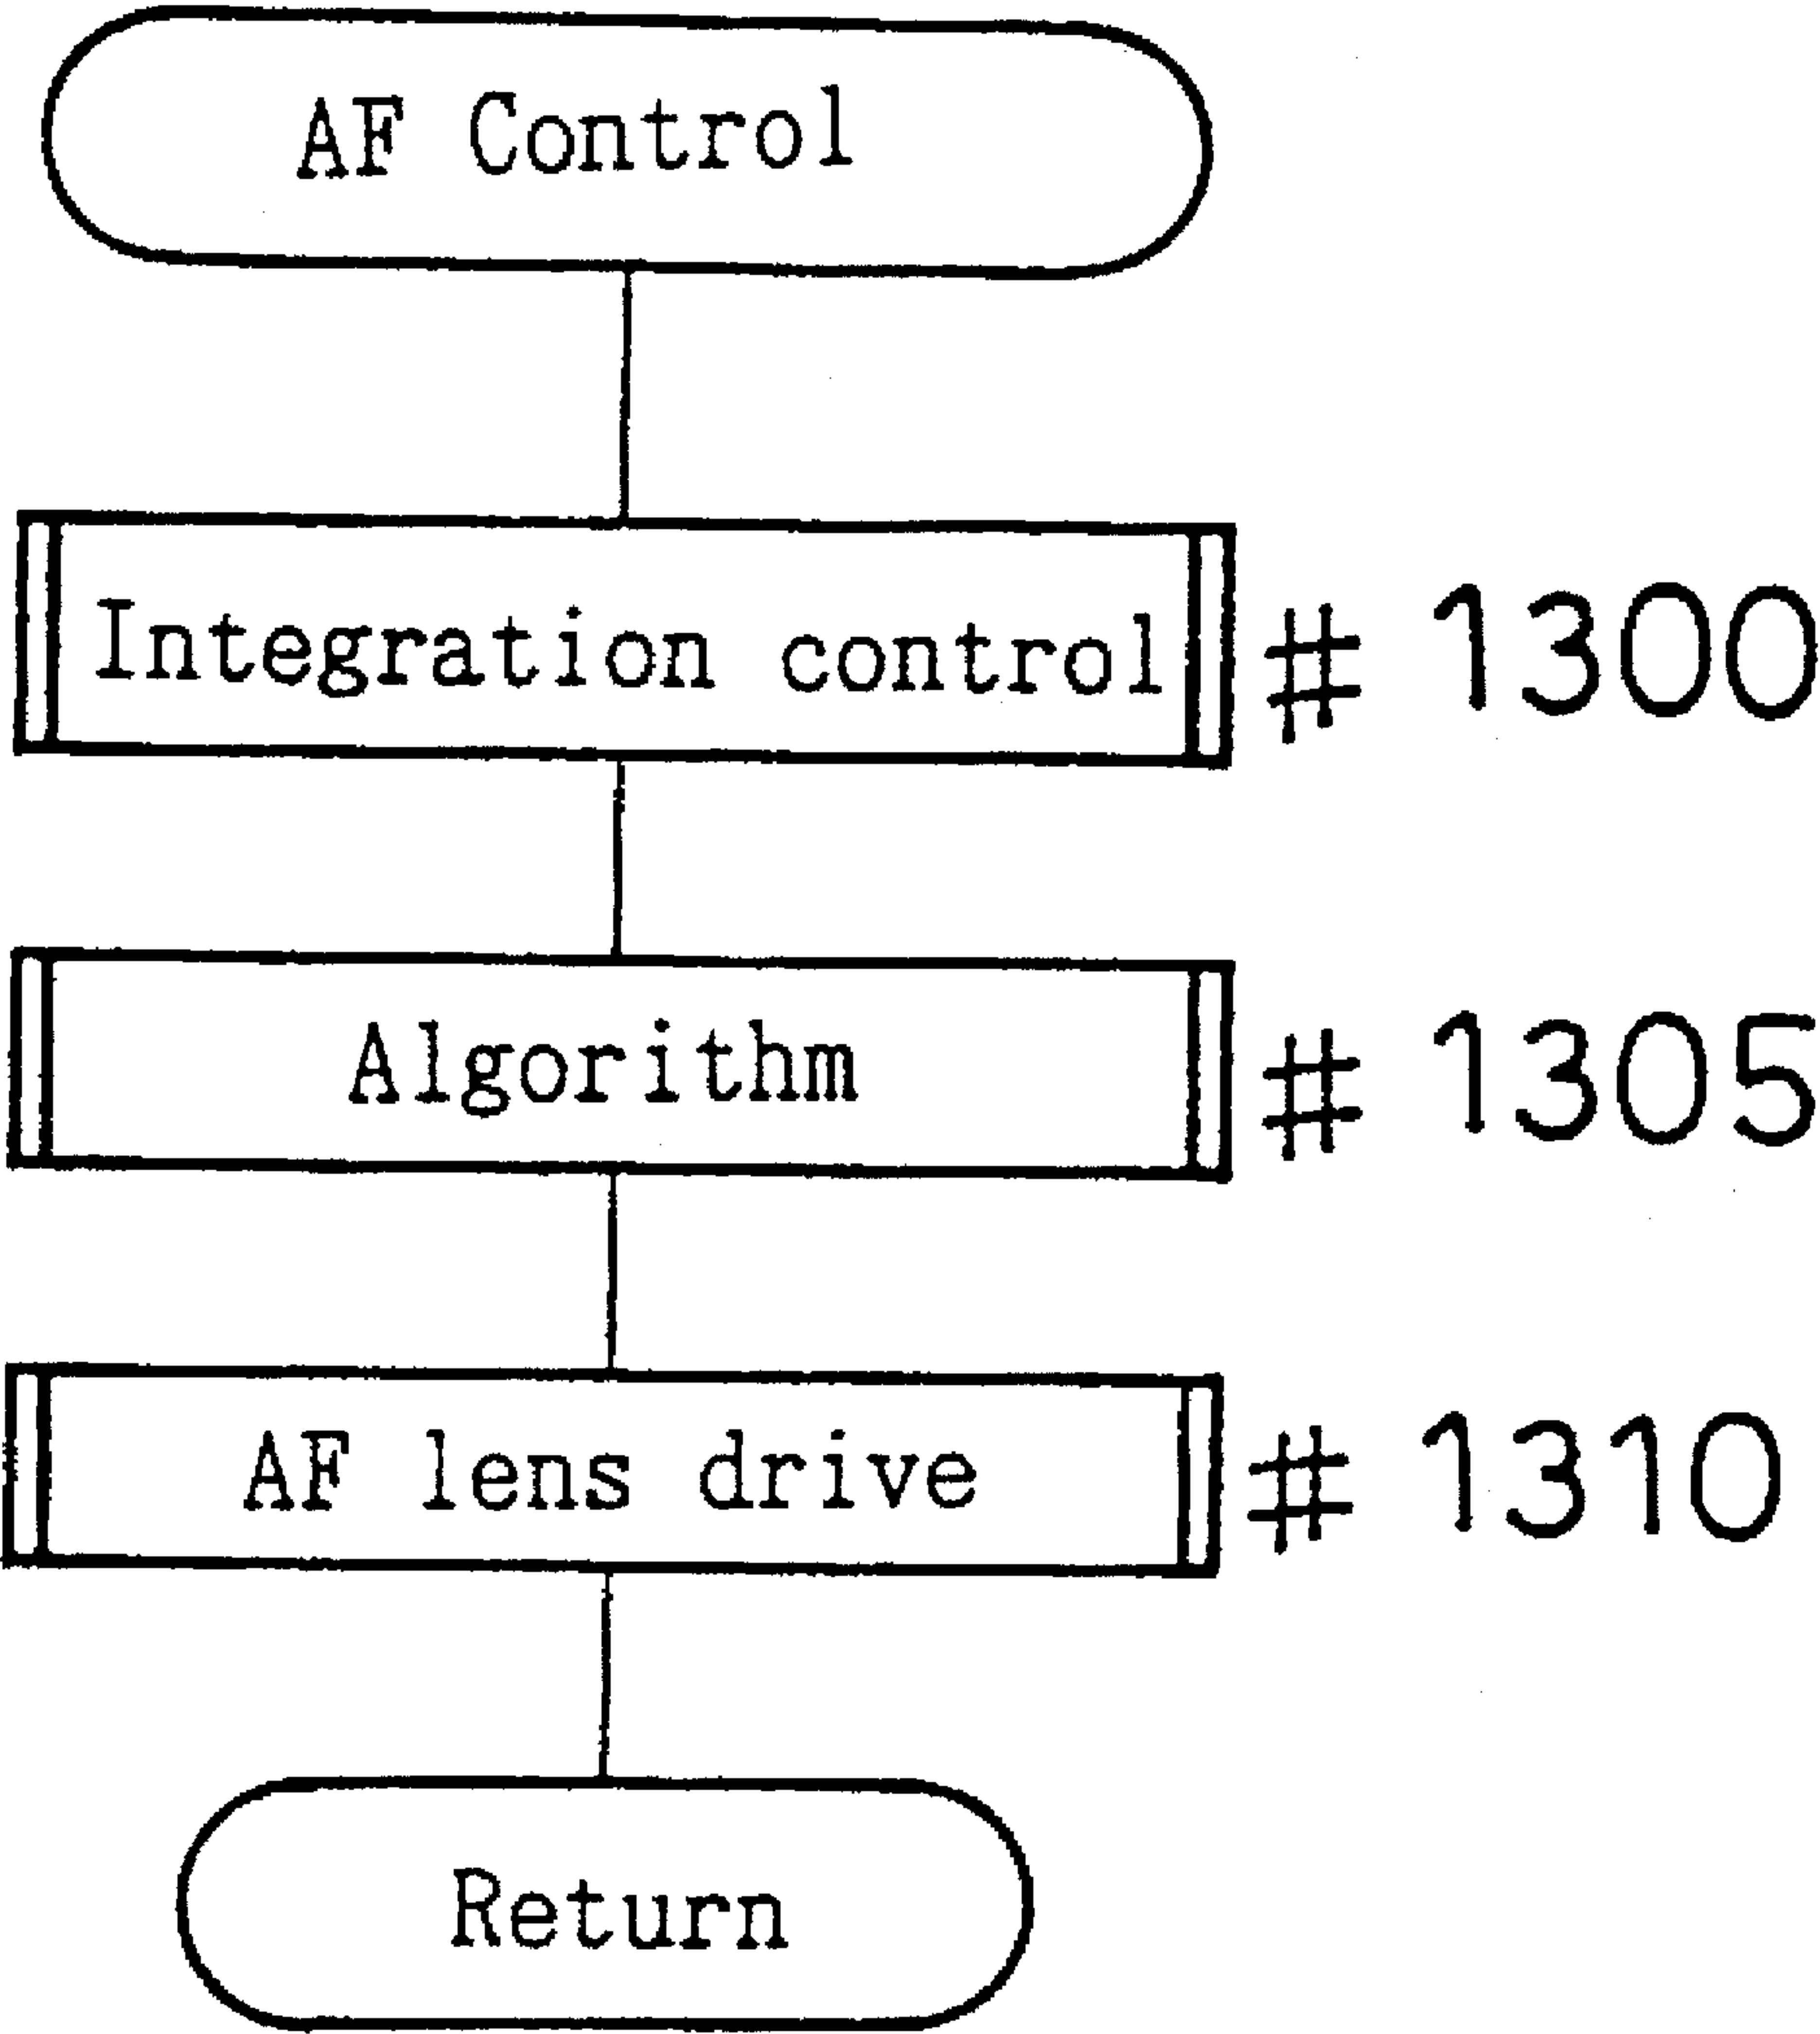 AF Control
Integration control # 1300
Algorithm # 1305
AF lens drive # 1310
Return